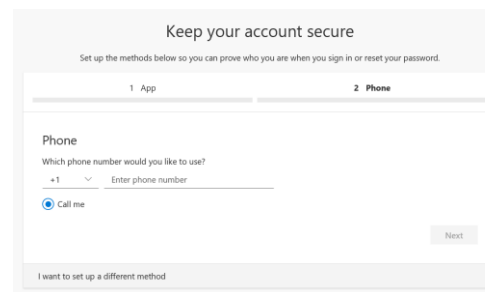 Keep your account secure
Set up the methods below so you can prove who you are when you sign in or reset your password.
1 App
2 Phone
Phone
Which phone number would you like to use?
+1 Enter phone number
Call me
Next
I want to set up a different method